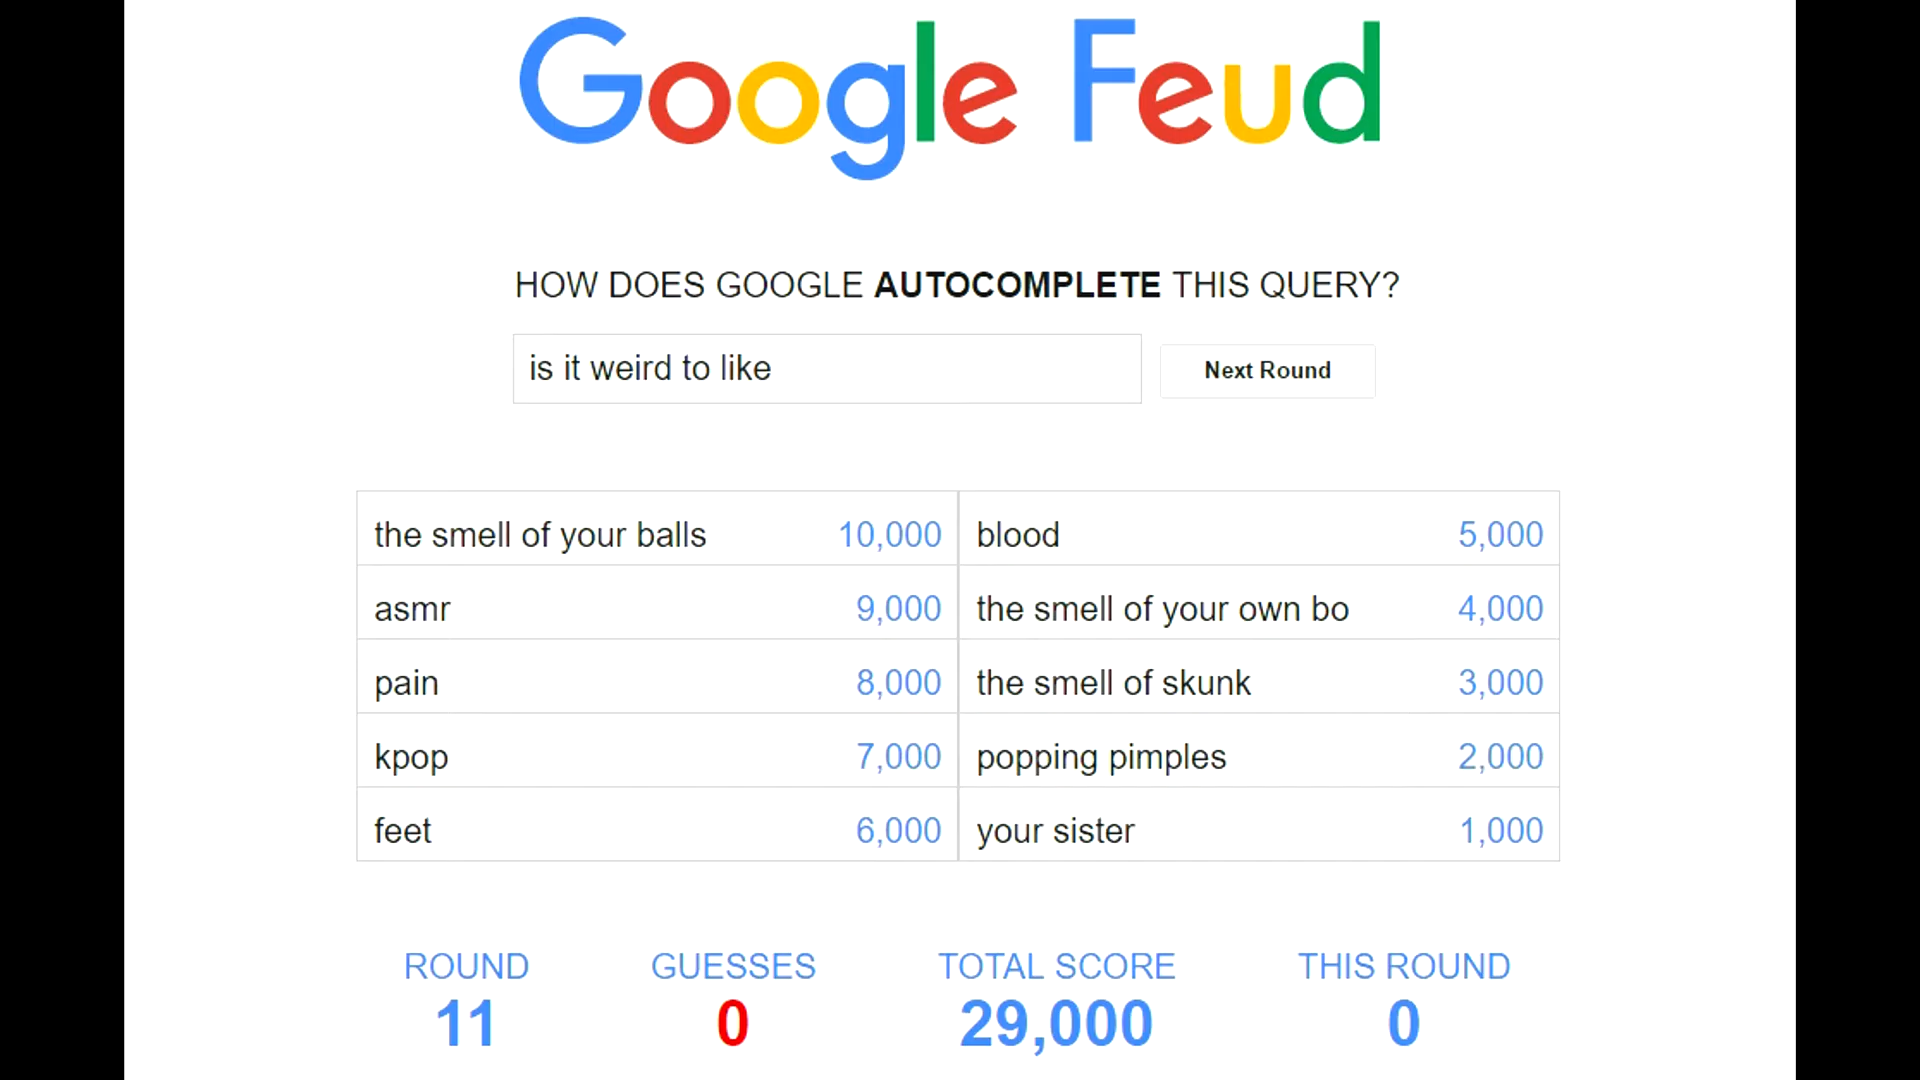 Google Feud
HOW DOES GOOGLE AUTOCOMPLETE THIS QUERY?
is it weird to like
Next Round
the smell of your balls 10,000
asmr 9,000
pain 8,000
kpop 7,000
feet 6,000
blood 5,000
the smell of your own bo 4,000
the smell of skunk 3,000
popping pimples 2,000
your sister 1,000
ROUND
11
GUESSES
0
TOTAL SCORE
29,000
THIS ROUND
0